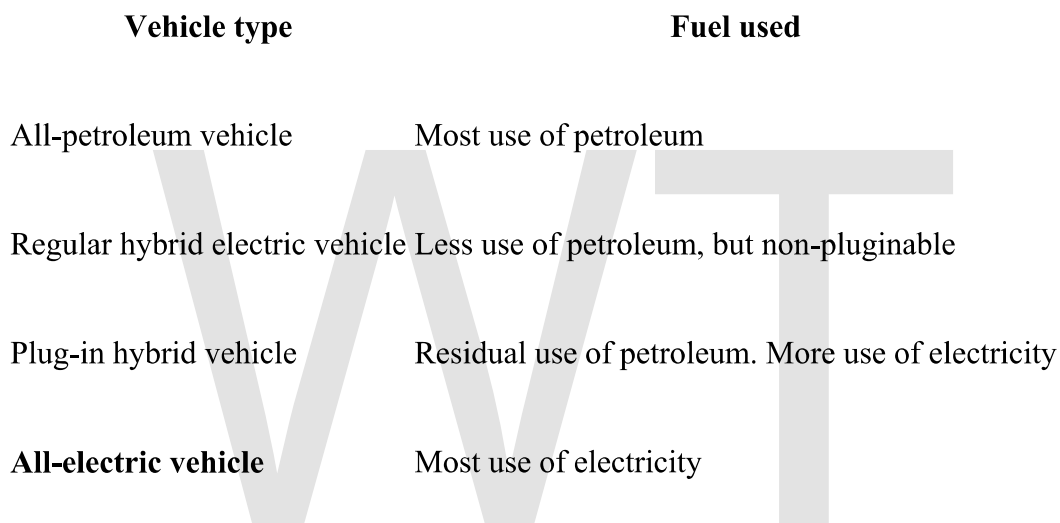 Vehicle type Fuel used
All-petroleum vehicle Most use of petroleum
Regular hybrid electric vehicle Less use of petroleum, but non-pluginable
Plug-in hybrid vehicle Residual use of petroleum. More use of electricity
All-electric vehicle Most use of electricity
WT